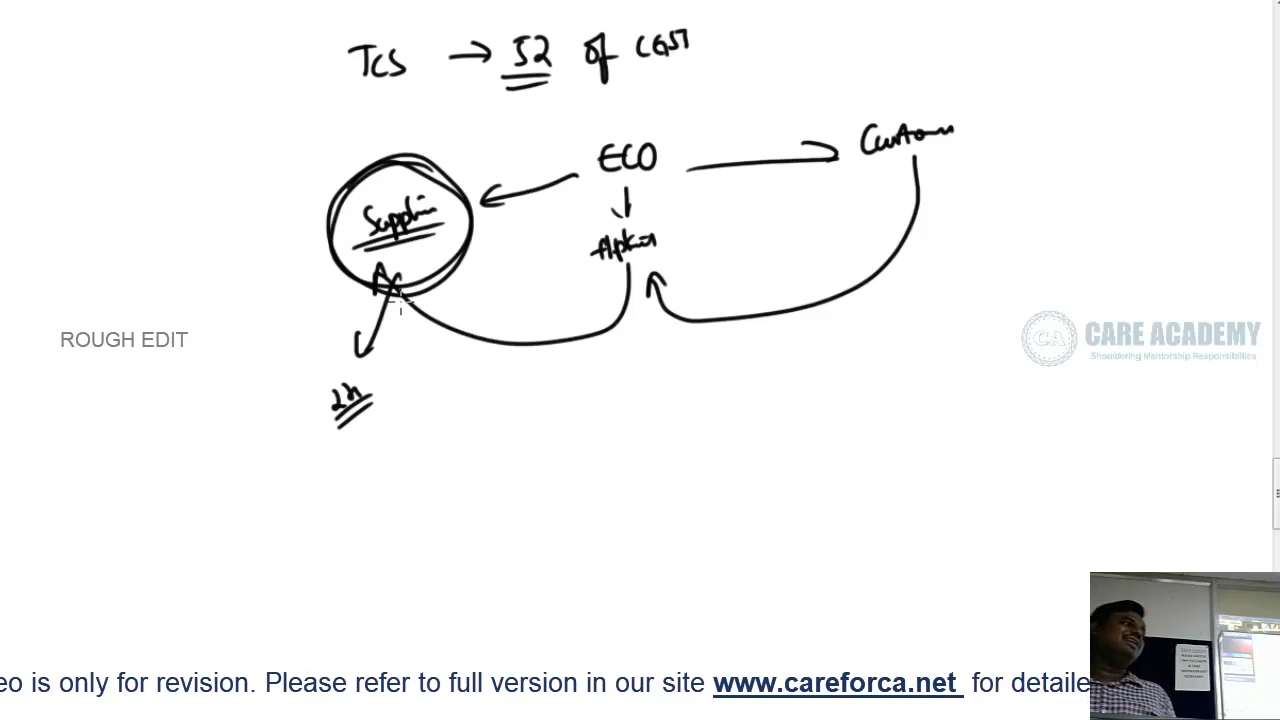 TCS → 52 of CGST
ECO
Customer
Supplier
ROUGH EDIT
CARE ACADEMY
Shouldering Mentorship Responsibilities
CA
eo is only for revision. Please refer to full version in our site www.careforca.net for detaile